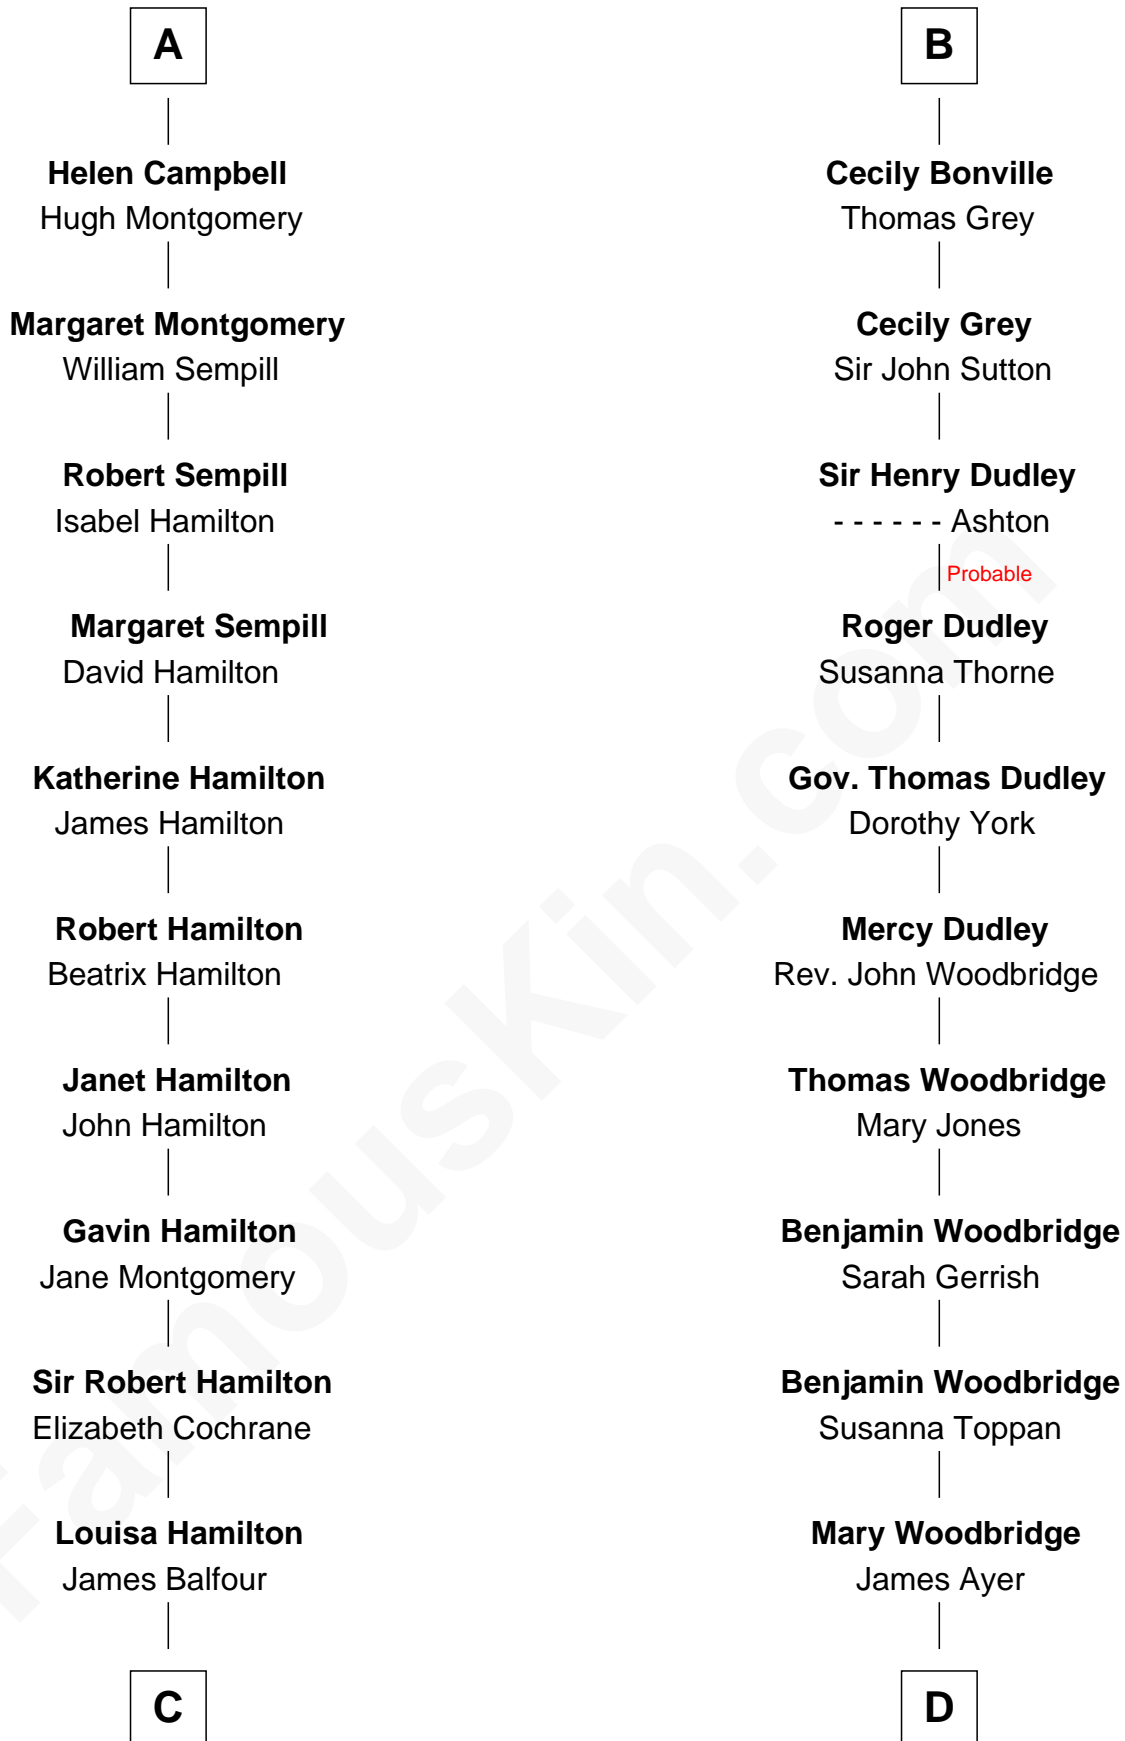 A
Helen Campbell
Hugh Montgomery
Margaret Montgomery
William Sempill
Robert Sempill
Isabel Hamilton
Margaret Sempill
David Hamilton
Katherine Hamilton
James Hamilton
Robert Hamilton
Beatrix Hamilton
Janet Hamilton
John Hamilton
Gavin Hamilton
Jane Montgomery
Sir Robert Hamilton
Elizabeth Cochrane
Louisa Hamilton
James Balfour
C
B
Cecily Bonville
Thomas Grey
Cecily Grey
Sir John Sutton
Sir Henry Dudley
- - - - - - Ashton
Probable
Roger Dudley
Susanna Thorne
Gov. Thomas Dudley
Dorothy York
Mercy Dudley
Rev. John Woodbridge
Thomas Woodbridge
Mary Jones
Benjamin Woodbridge
Sarah Gerrish
Benjamin Woodbridge
Susanna Toppan
Mary Woodbridge
James Ayer
D
FamousKin.com